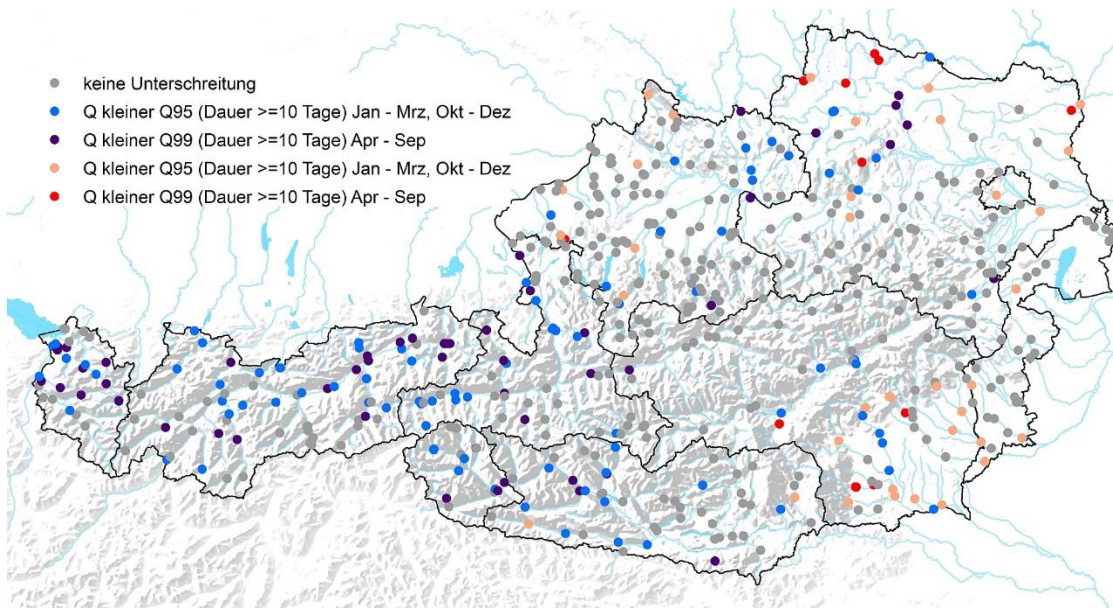 keine Unterschreitung
Q kleiner Q95 (Dauer >=10 Tage) Jan - Mrz, Okt - Dez
Q kleiner Q99 (Dauer >=10 Tage) Apr - Sep
Q kleiner Q95 (Dauer >=10 Tage) Jan - Mrz, Okt - Dez
Q kleiner Q99 (Dauer >=10 Tage) Apr - Sep